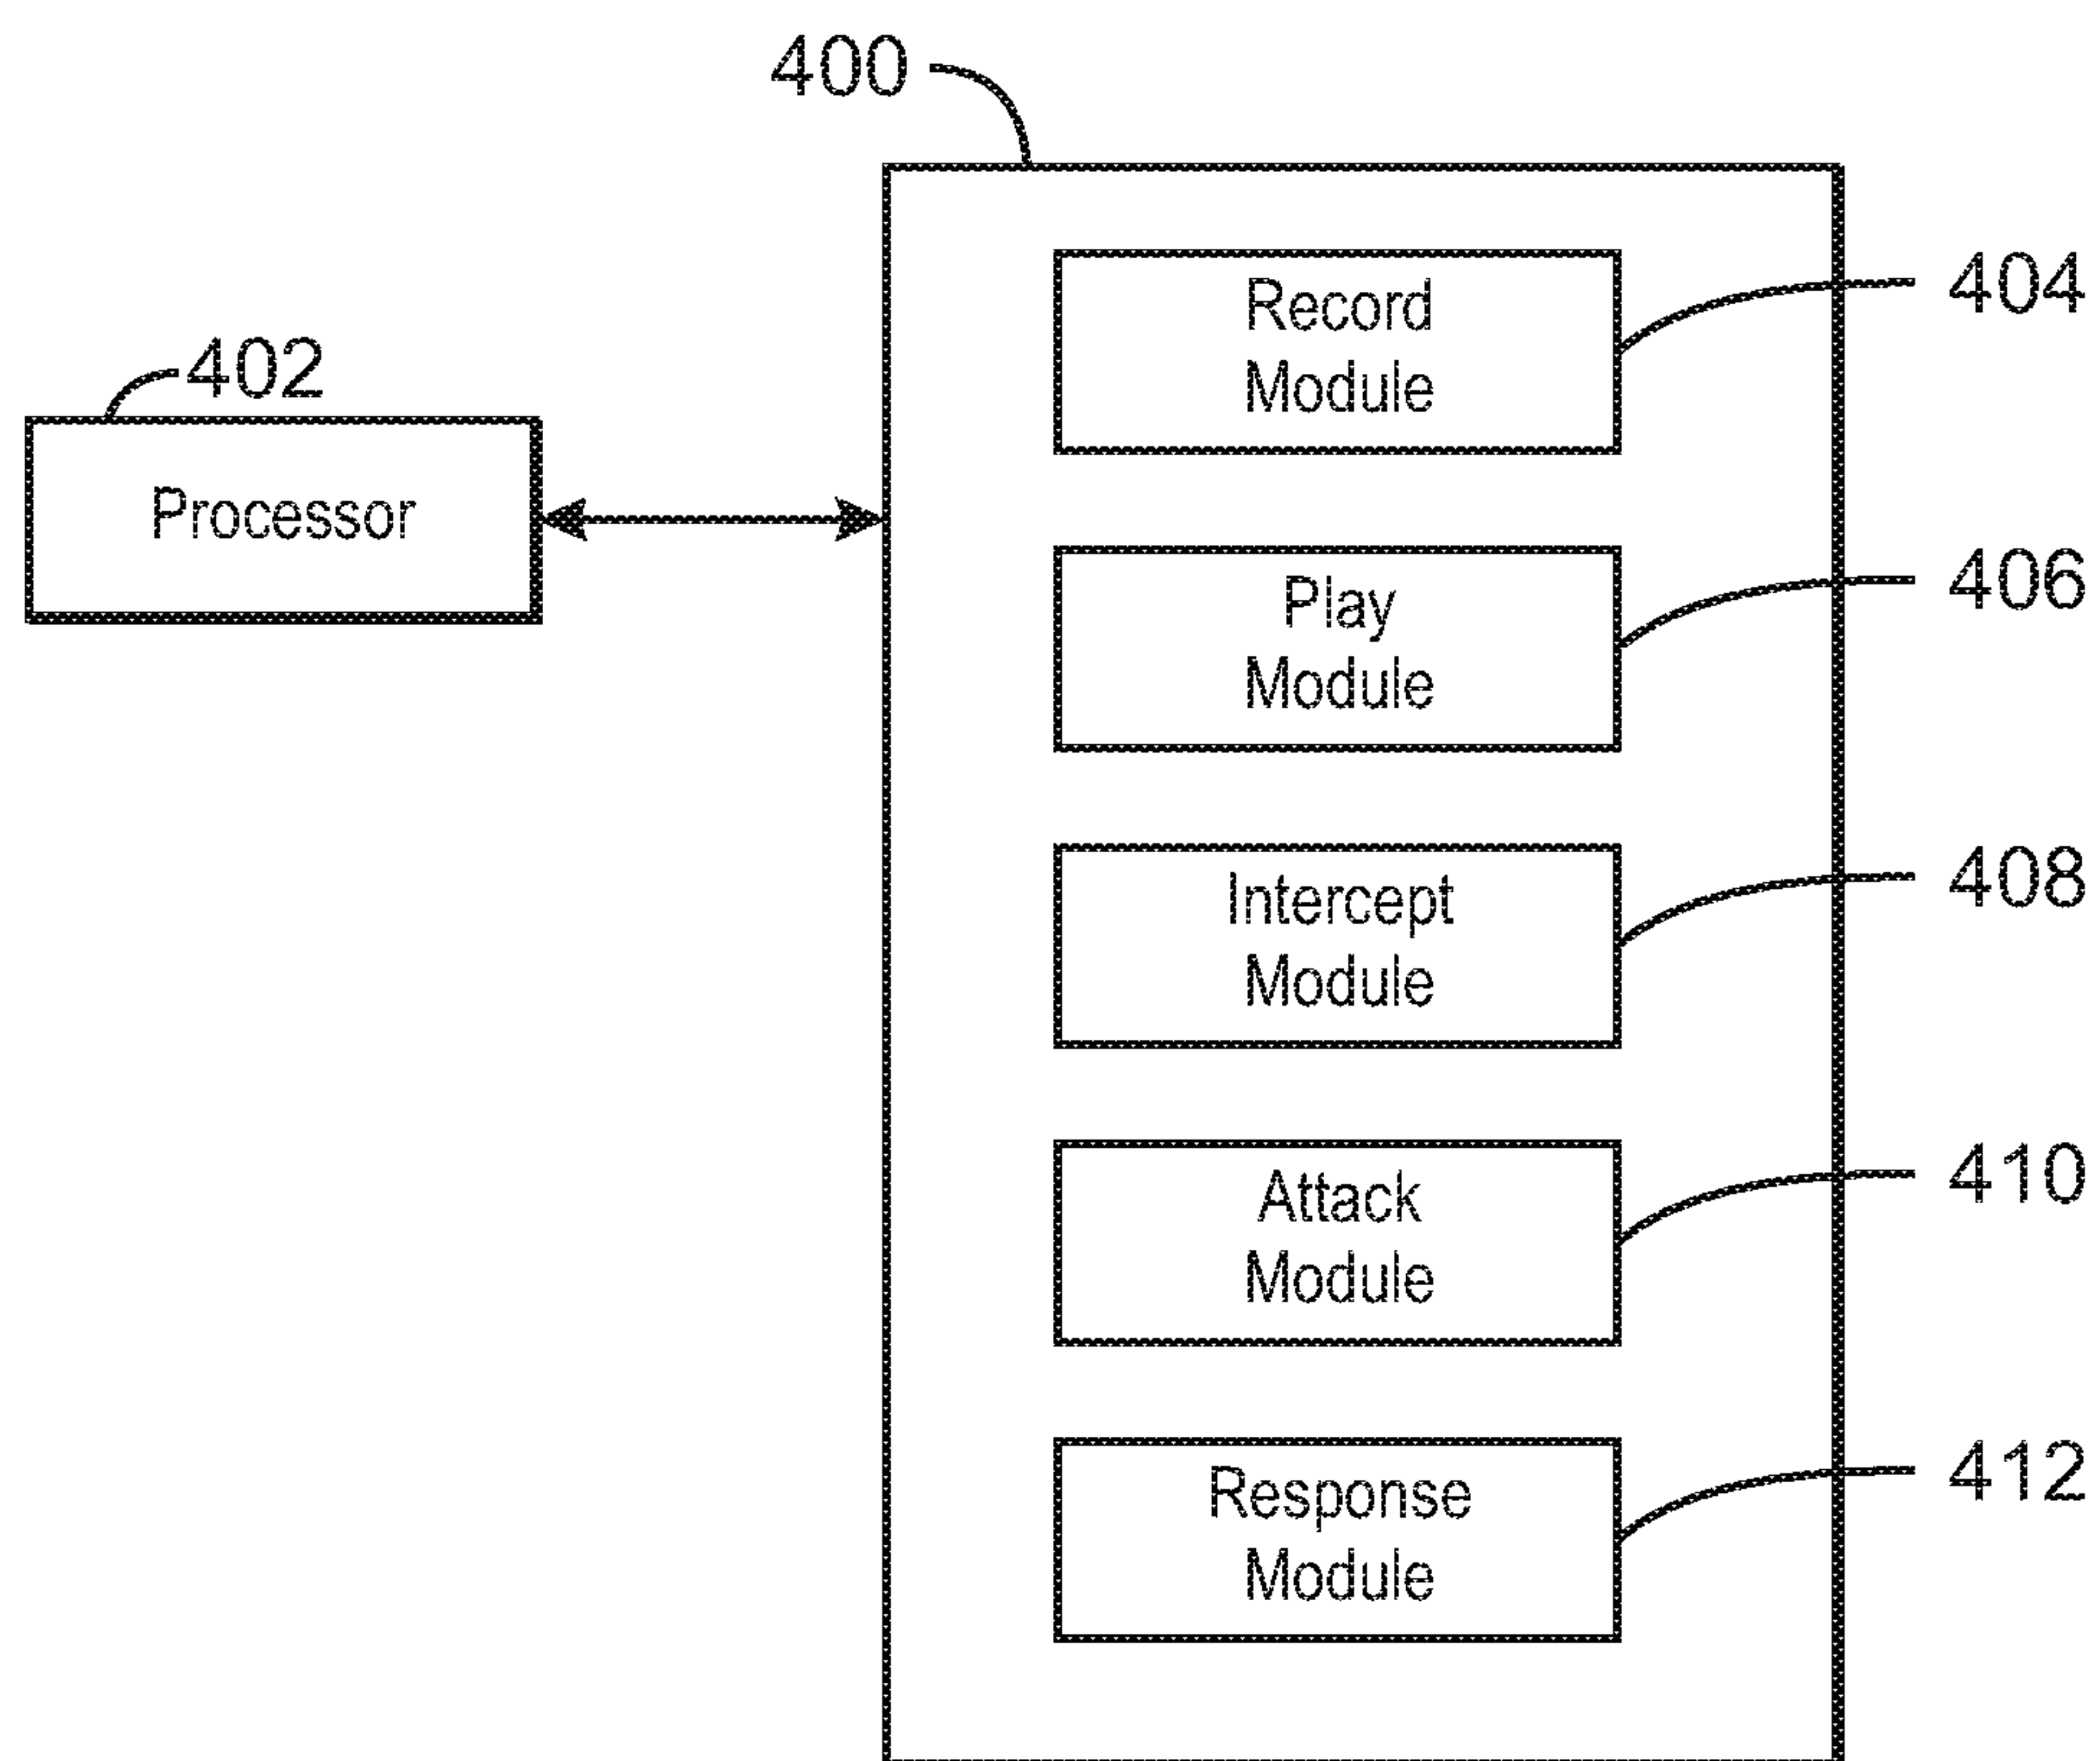 400
Record
Module
404
402
Processor
Play
Module
406
Intercept
Module
408
Attack
Module
410
Response
Module
412